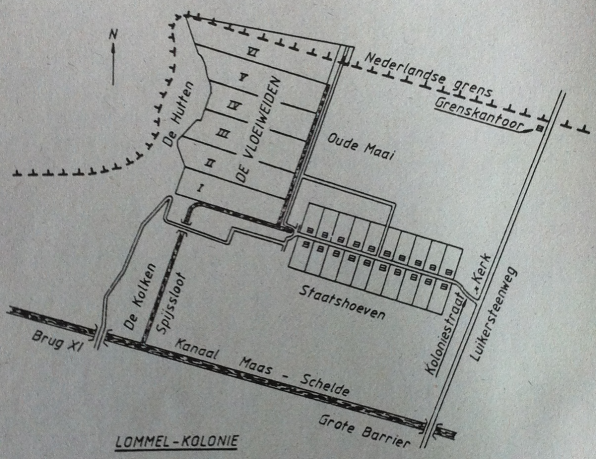 N
Nederlandse grens
Grenskantoor
De Hutten
VI
V
IV
III
II
I
DE VLOEIWEIDEN
Oude Maai
De Kolken
Spijssloot
Staatshoeven
Koloniestraat
Kerk
Luikersteenweg
Brug XI
Kanaal Maas - Schelde
Grote Barrier
LOMMEL-KOLONIE